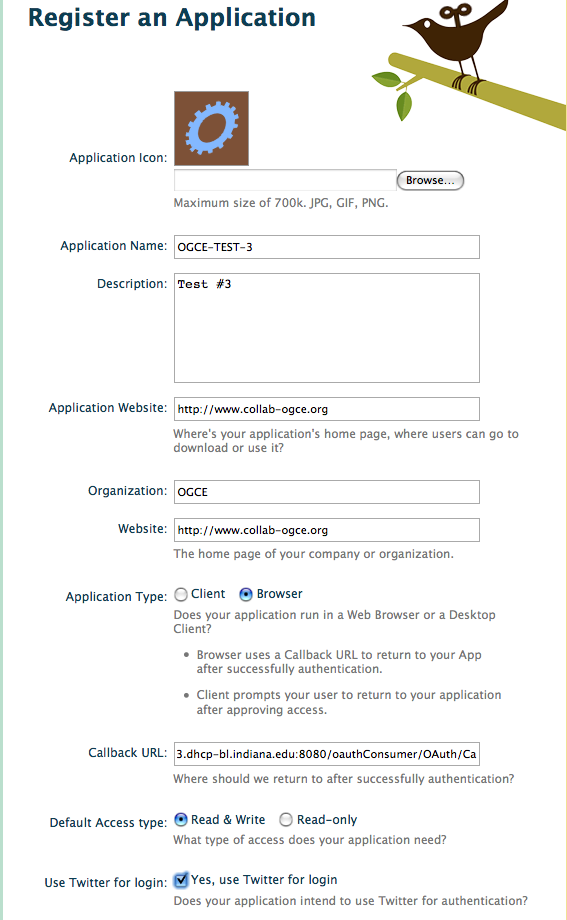 Register an Application
Application Icon:
Browse...
Maximum size of 700k. JPG, GIF, PNG.
Application Name: OGCE-TEST-3
Description: Test #3
Application Website: http://www.collab-ogce.org
Where's your application's home page, where users can go to
download or use it?
Organization: OGCE
Website: http://www.collab-ogce.org
The home page of your company or organization.
Application Type: Client Browser
Does your application run in a Web Browser or a Desktop
Client?
• Browser uses a Callback URL to return to your App
after successfully authentication.
• Client prompts your user to return to your application
after approving access.
Callback URL: 3.dhcp-bl.indiana.edu:8080/oauthConsumer/OAuth/Ca
Where should we return to after successfully authentication?
Default Access type: Read & Write Read-only
What type of access does your application need?
Use Twitter for login: Yes, use Twitter for login
Does your application intend to use Twitter for authentication?